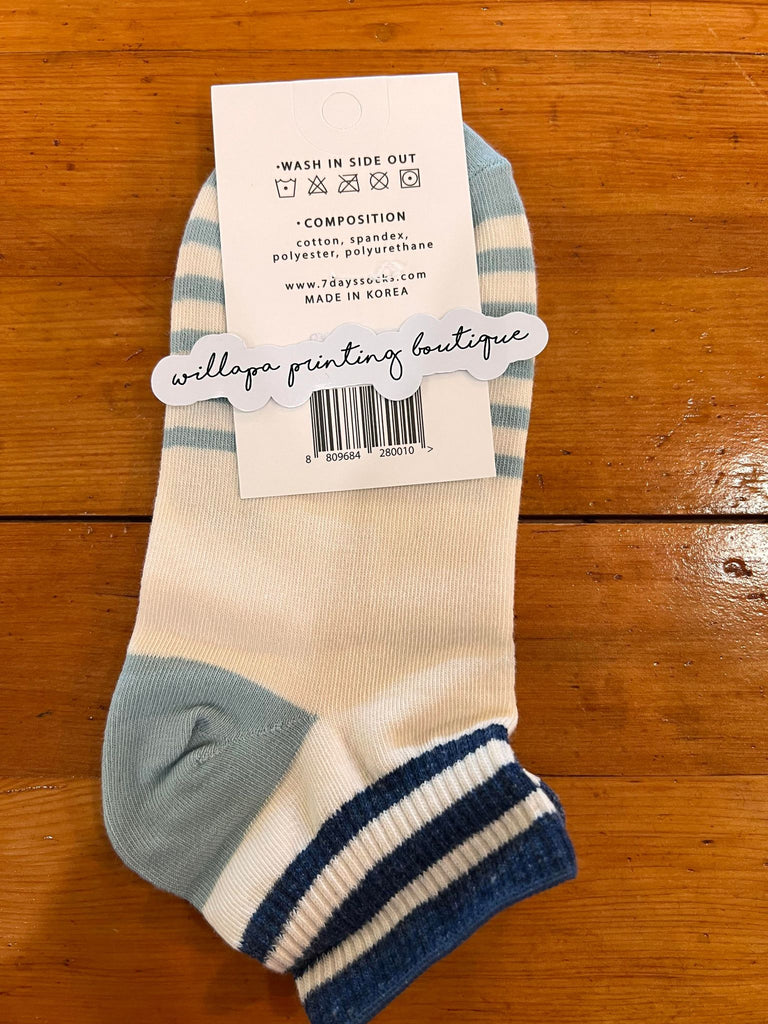 •WASH IN SIDE OUT
•COMPOSITION
cotton, spandex,
polyester, polyurethane
www.7dayssocks.com
MADE IN KOREA
willapa printing boutique
8 809684 280010 >